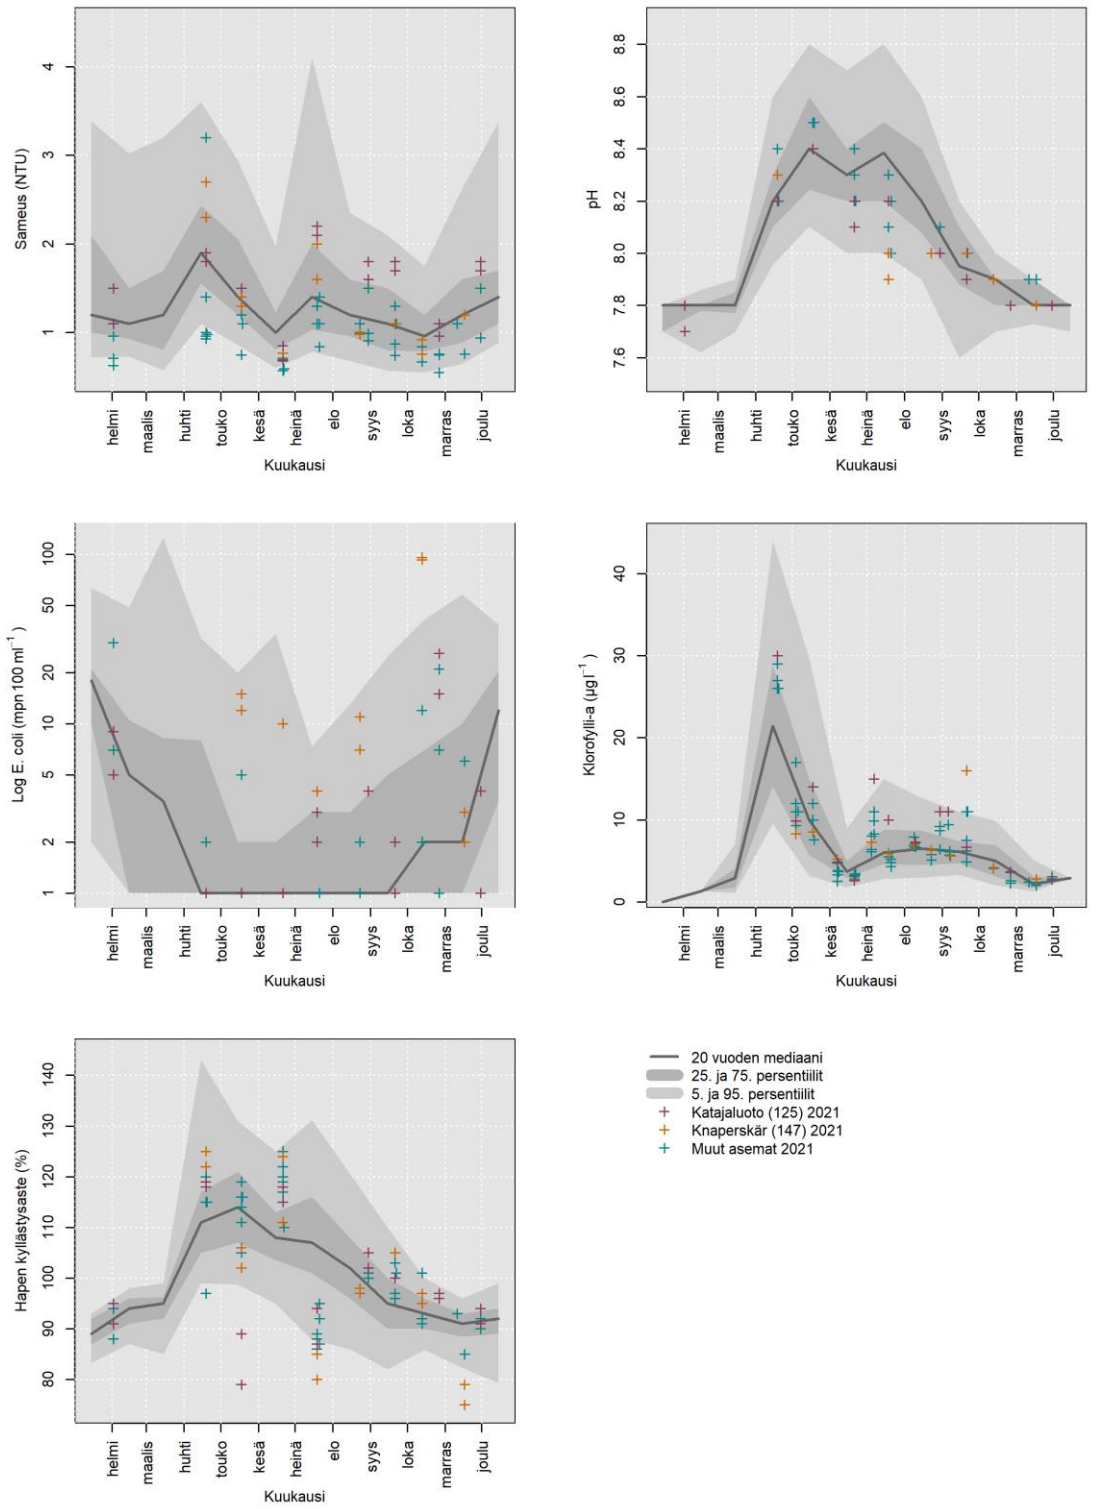 4
3
2
1
Sameus (NTU)
helmi
maalis
huhti
touko
kesä
heinä
elo
syys
loka
marras
joulu
Kuukausi
8.8
8.6
8.4
8.2
8.0
7.8
7.6
pH
helmi
maalis
huhti
touko
kesä
heinä
elo
syys
loka
marras
joulu
Kuukausi
100
50
20
10
5
2
1
Log E. coli (mpn 100 ml⁻¹ )
helmi
maalis
huhti
touko
kesä
heinä
elo
syys
loka
marras
joulu
Kuukausi
40
30
20
10
0
Klorofylli-a (µg l⁻¹ )
helmi
maalis
huhti
touko
kesä
heinä
elo
syys
loka
marras
joulu
Kuukausi
140
130
120
110
100
90
80
Hapen kyllästysaste (%)
helmi
maalis
huhti
touko
kesä
heinä
elo
syys
loka
marras
joulu
Kuukausi
20 vuoden mediaani
25. ja 75. persentiilit
5. ja 95. persentiilit
Katajaluoto (125) 2021
Knaperskär (147) 2021
Muut asemat 2021